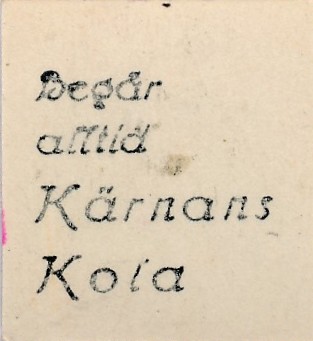 Begär
alltid
Kärnans
Kola